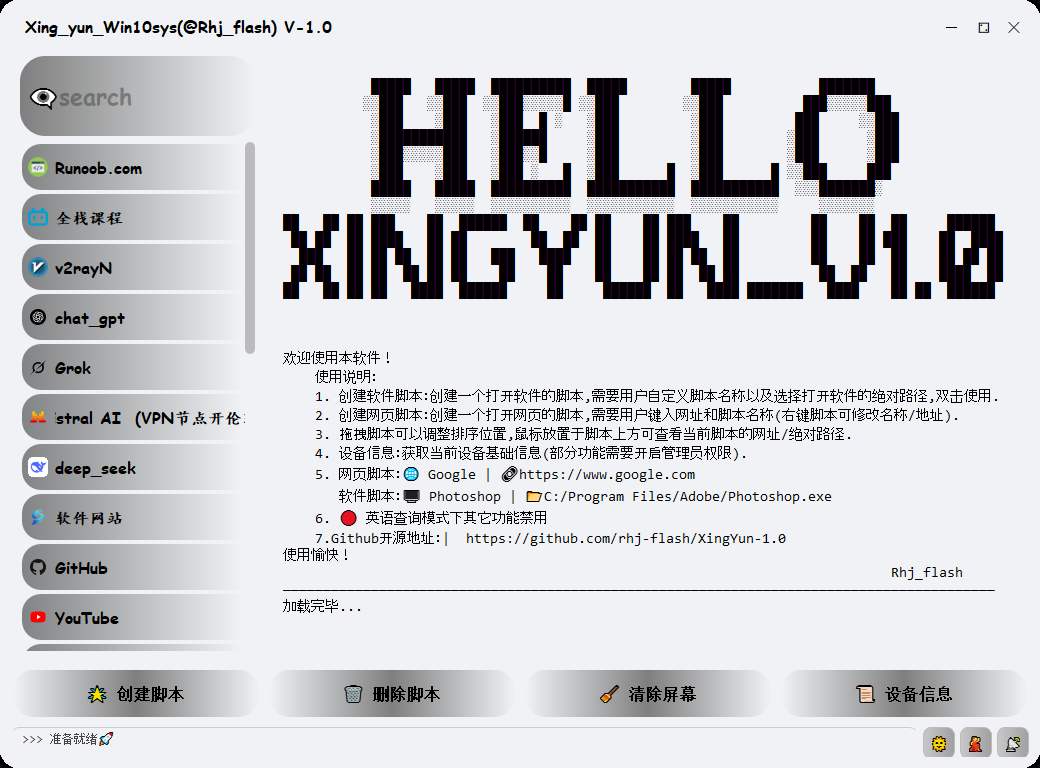 Xing_yun_Win10sys(@Rhj_flash) V-1.0
search
Runoob.com
全栈课程
v2rayN
chat_gpt
Grok
stral AI （VPN节点开伦
deep_seek
软件网站
GitHub
YouTube
HELLO
XINGYUN_V1.0
欢迎使用本软件！
使用说明:
1. 创建软件脚本:创建一个打开软件的脚本,需要用户自定义脚本名称以及选择打开软件的绝对路径,双击使用.
2. 创建网页脚本:创建一个打开网页的脚本,需要用户键入网址和脚本名称(右键脚本可修改名称/地址).
3. 拖拽脚本可以调整排序位置,鼠标放置于脚本上方可查看当前脚本的网址/绝对路径.
4. 设备信息:获取当前设备基础信息(部分功能需要开启管理员权限).
5. 网页脚本:🌐 Google | 🔗https://www.google.com
软件脚本:🖥 Photoshop | 📂C:/Program Files/Adobe/Photoshop.exe
6. 🔴 英语查询模式下其它功能禁用
7.Github开源地址:| https://github.com/rhj-flash/XingYun-1.0
使用愉快！
Rhj_flash
加载完毕...
🌟 创建脚本
🗑 删除脚本
🧹 清除屏幕
📜 设备信息
>>> 准备就绪🚀